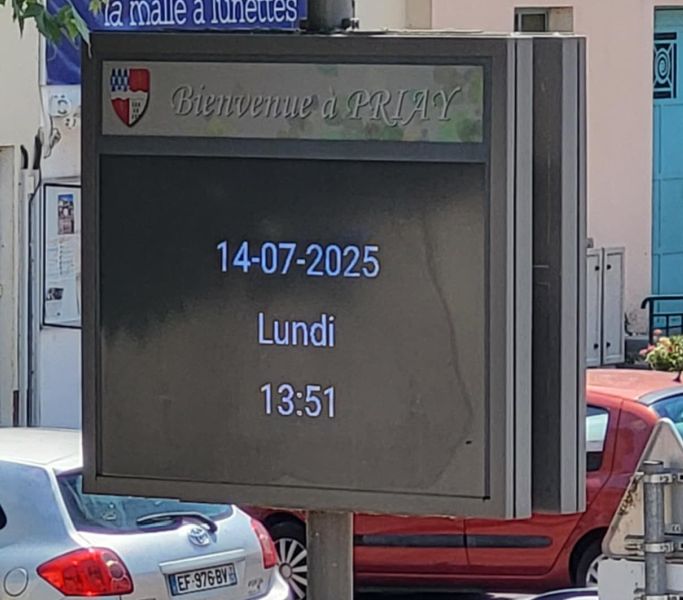 la malle à lunettes
Bienvenue à PRIAY
14-07-2025
Lundi
13:51
EF-976-BV